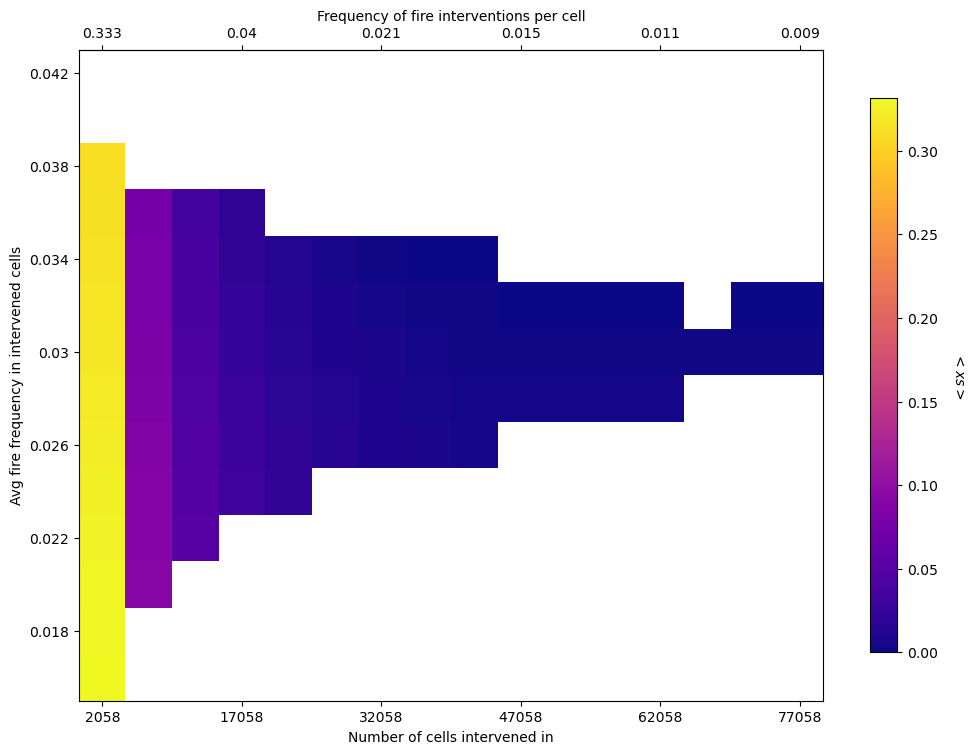 Frequency of fire interventions per cell
0.333 0.04 0.021 0.015 0.011 0.009
0.042
0.038
0.034
0.03
0.026
0.022
0.018
Avg fire frequency in intervened cells
2058 17058 32058 47058 62058 77058
Number of cells intervened in
0.30
0.25
0.20
0.15
0.10
0.05
0.00
< sx >